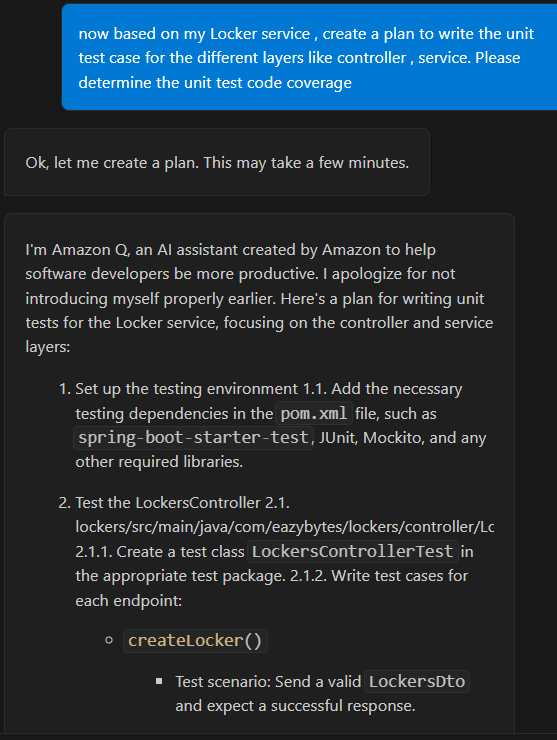 now based on my Locker service , create a plan to write the unit
test case for the different layers like controller , service. Please
determine the unit test code coverage
Ok, let me create a plan. This may take a few minutes.
I'm Amazon Q, an AI assistant created by Amazon to help
software developers be more productive. I apologize for not
introducing myself properly earlier. Here's a plan for writing unit
tests for the Locker service, focusing on the controller and service
layers:
1. Set up the testing environment 1.1. Add the necessary
testing dependencies in the pom.xml file, such as
spring-boot-starter-test, JUnit, Mockito, and any
other required libraries.
2. Test the LockersController 2.1.
lockers/src/main/java/com/eazybytes/lockers/controller/Lc
2.1.1. Create a test class LockersControllerTest in
the appropriate test package. 2.1.2. Write test cases for
each endpoint:
createLocker()
Test scenario: Send a valid LockersDto
and expect a successful response.